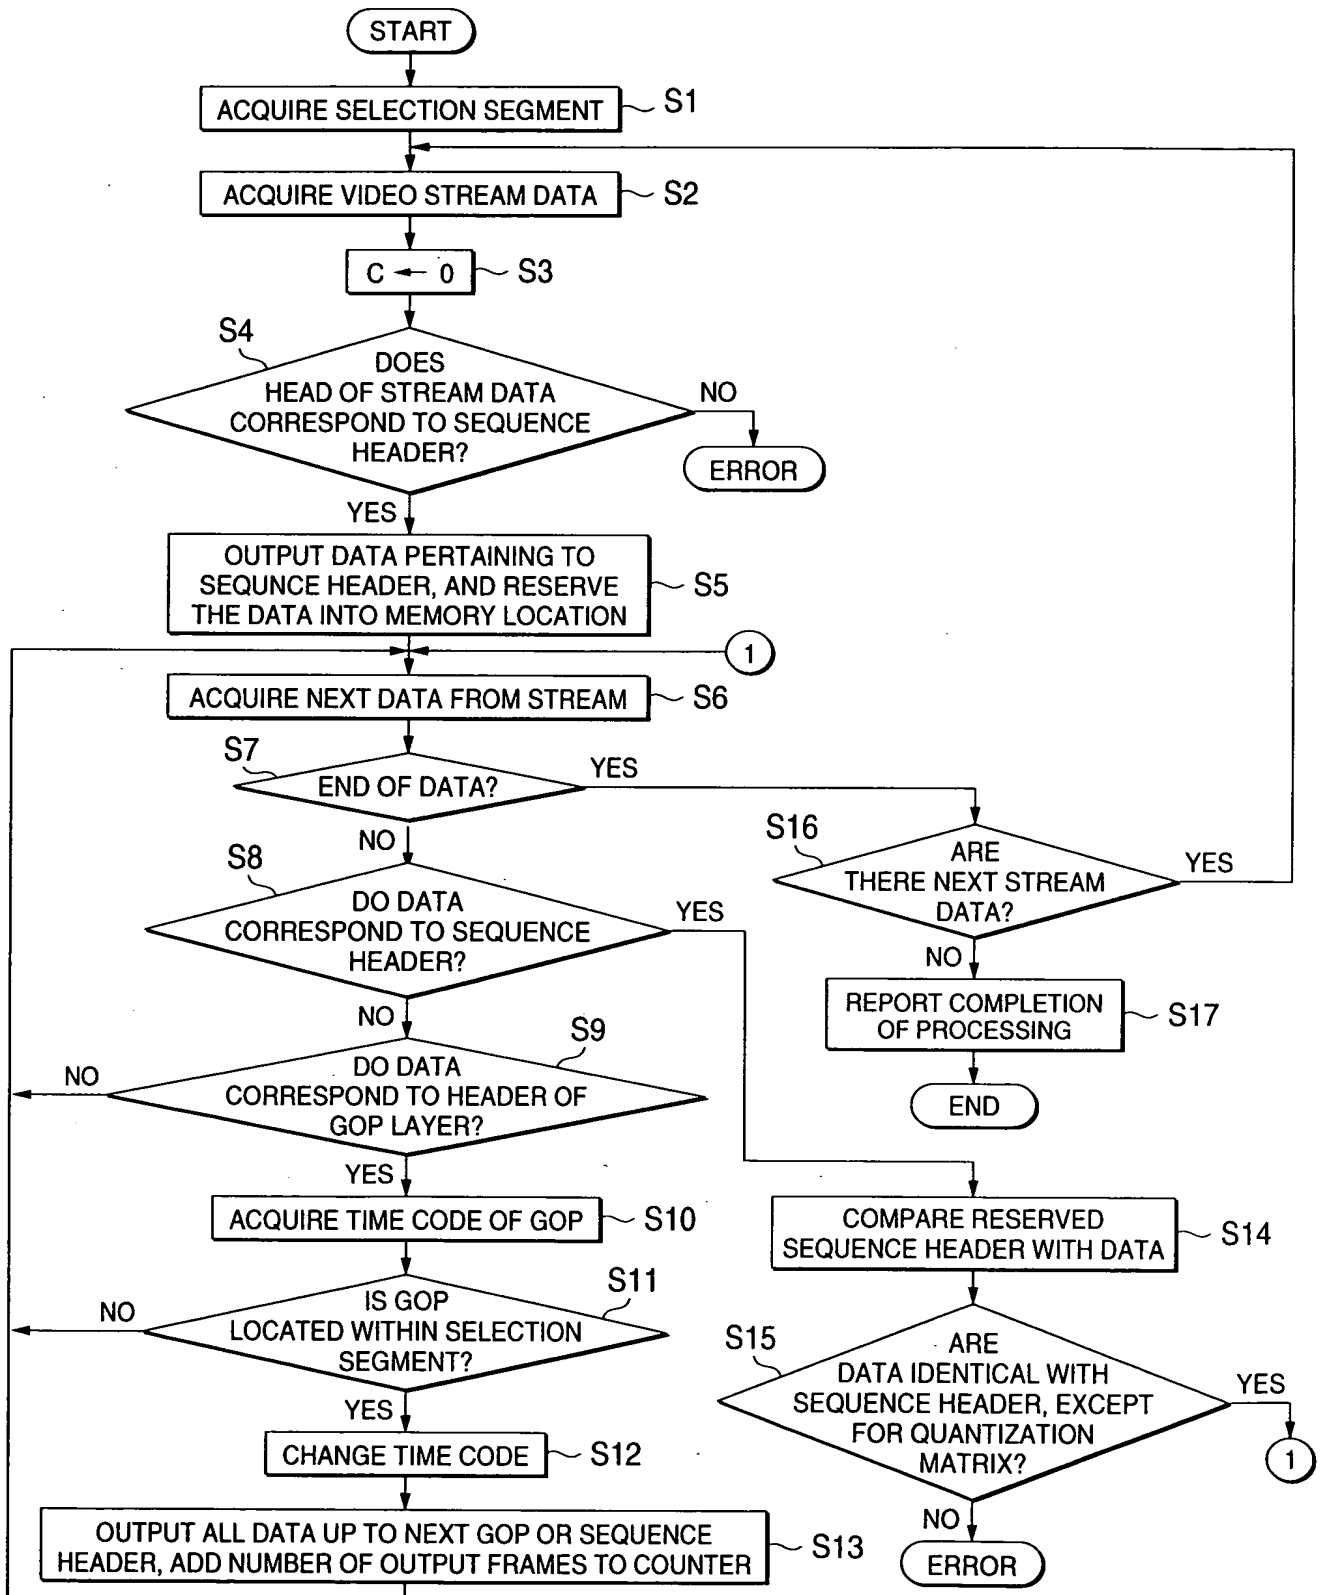 START
ACQUIRE SELECTION SEGMENT
S1
ACQUIRE VIDEO STREAM DATA
S2
C ← 0
S3
S4
DOES
HEAD OF STREAM DATA
CORRESPOND TO SEQUENCE
HEADER?
NO
ERROR
YES
OUTPUT DATA PERTAINING TO
SEQUNCE HEADER, AND RESERVE
THE DATA INTO MEMORY LOCATION
S5
1
ACQUIRE NEXT DATA FROM STREAM
S6
S7
END OF DATA?
YES
NO
S16
ARE
THERE NEXT STREAM
DATA?
YES
NO
REPORT COMPLETION
OF PROCESSING
S17
END
S8
DO DATA
CORRESPOND TO SEQUENCE
HEADER?
YES
NO
S9
DO DATA
CORRESPOND TO HEADER OF
GOP LAYER?
NO
YES
ACQUIRE TIME CODE OF GOP
S10
S11
IS GOP
LOCATED WITHIN SELECTION
SEGMENT?
NO
YES
CHANGE TIME CODE
S12
OUTPUT ALL DATA UP TO NEXT GOP OR SEQUENCE
HEADER, ADD NUMBER OF OUTPUT FRAMES TO COUNTER
S13
COMPARE RESERVED
SEQUENCE HEADER WITH DATA
S14
S15
ARE
DATA IDENTICAL WITH
SEQUENCE HEADER, EXCEPT
FOR QUANTIZATION
MATRIX?
YES
1
NO
ERROR